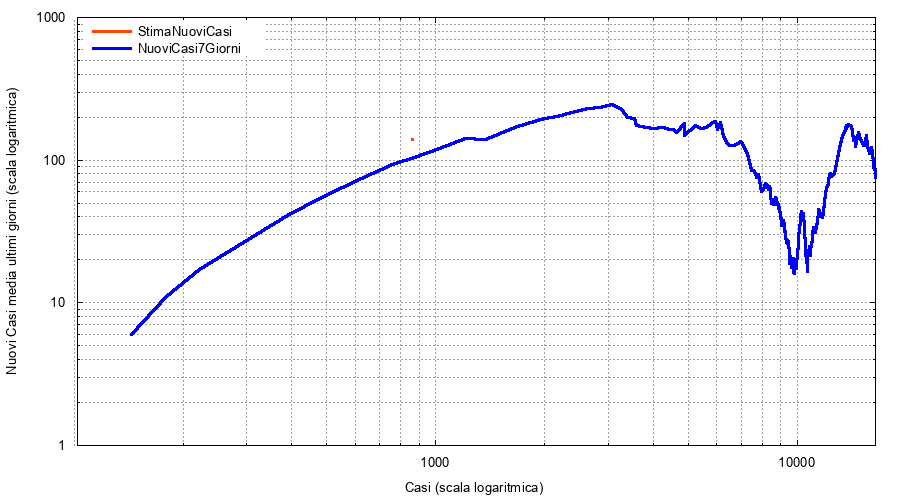 1000
StimaNuoviCasi
NuoviCasi7Giorni
100
10
1
Nuovi Casi media ultimi giorni (scala logaritmica)
1000
10000
Casi (scala logaritmica)